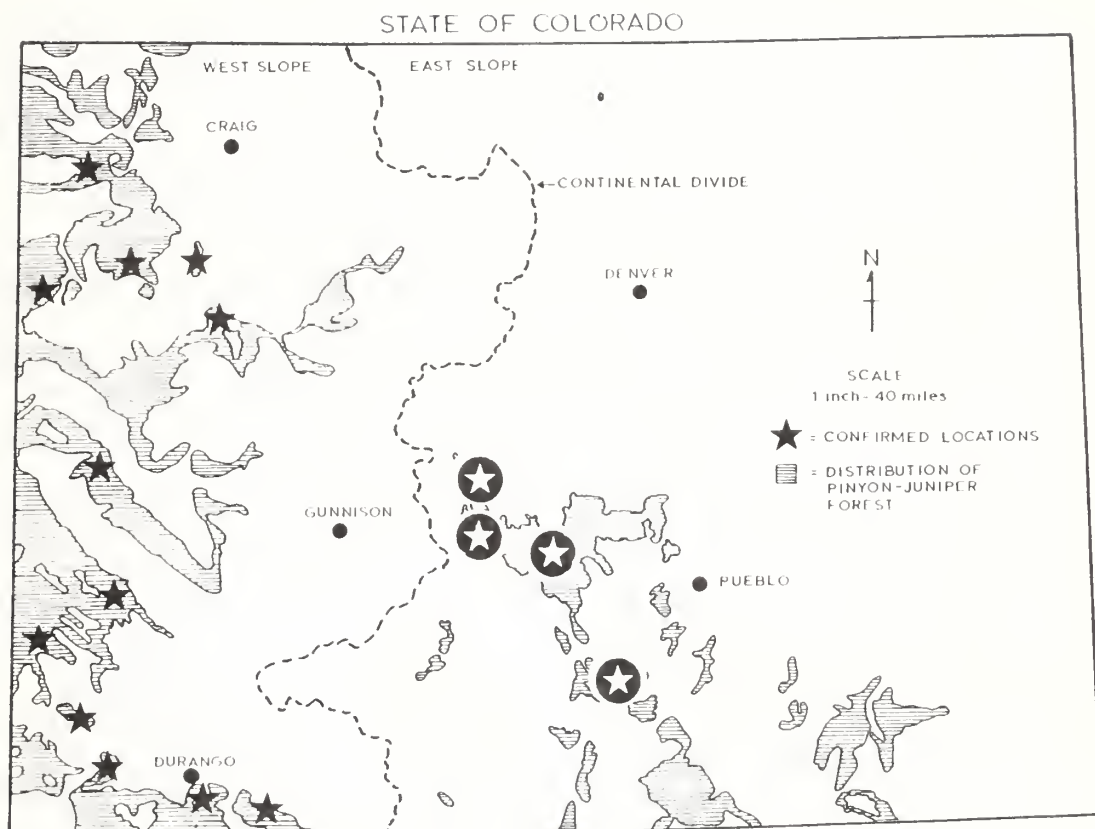 STATE OF COLORADO
WEST SLOPE
EAST SLOPE
CRAIG
CONTINENTAL DIVIDE
DENVER
N
SCALE
1 inch - 40 miles
= CONFIRMED LOCATIONS
= DISTRIBUTION OF
PINYON-JUNIPER
FOREST
GUNNISON
PUEBLO
DURANGO